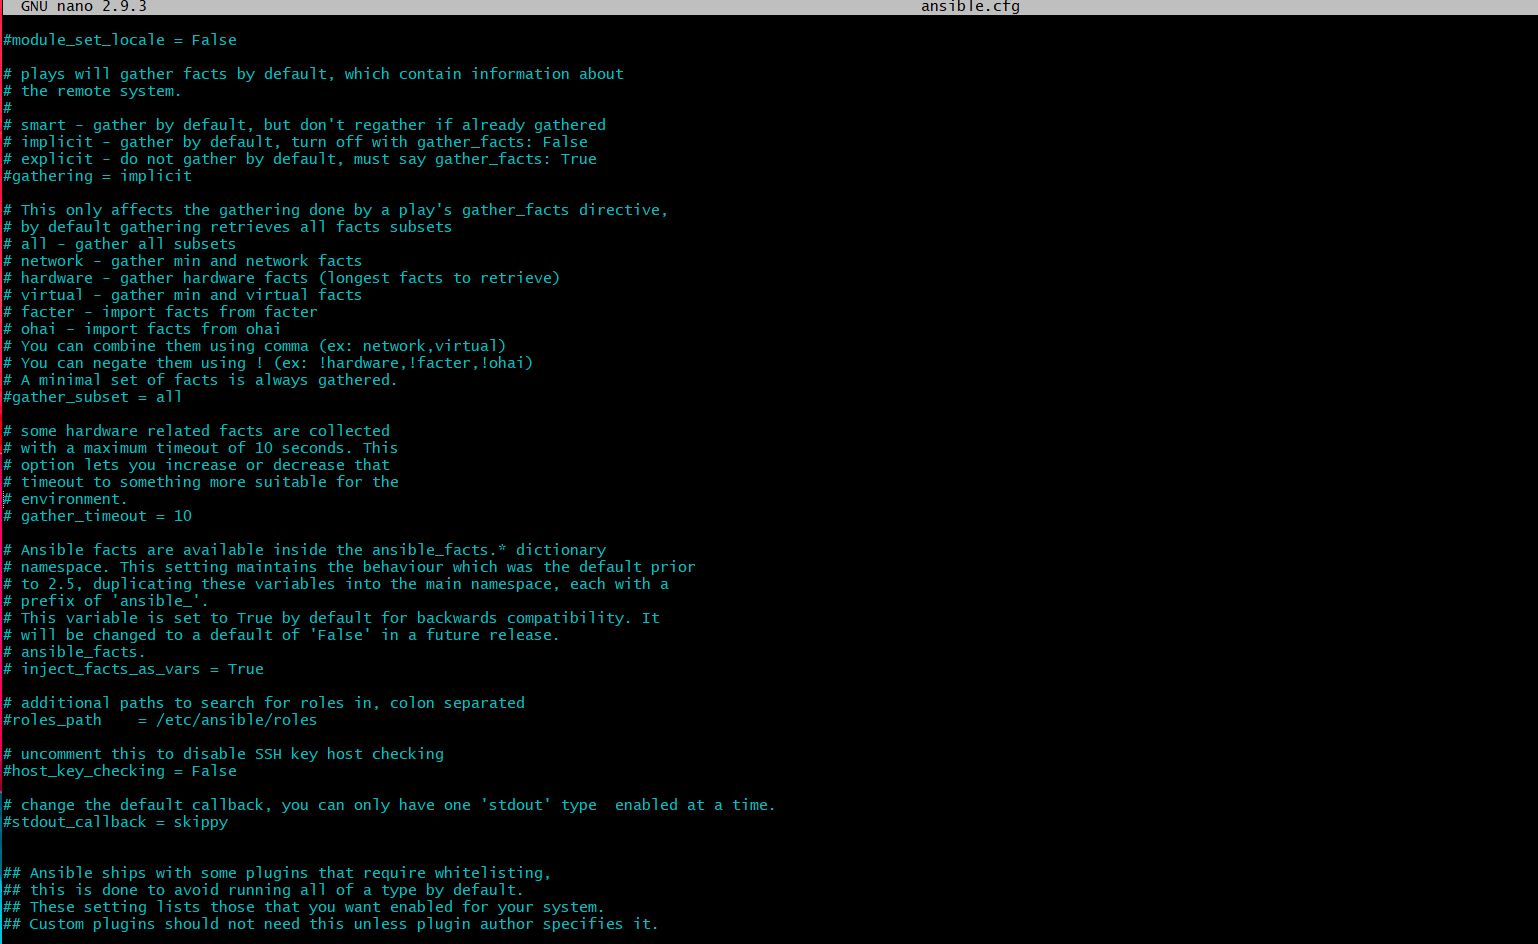 GNU nano 2.9.3 ansible.cfg
#module_set_locale = False
# plays will gather facts by default, which contain information about
# the remote system.
#
# smart - gather by default, but don't regather if already gathered
# implicit - gather by default, turn off with gather_facts: False
# explicit - do not gather by default, must say gather_facts: True
#gathering = implicit
# This only affects the gathering done by a play's gather_facts directive,
# by default gathering retrieves all facts subsets
# all - gather all subsets
# network - gather min and network facts
# hardware - gather hardware facts (longest facts to retrieve)
# virtual - gather min and virtual facts
# facter - import facts from facter
# ohai - import facts from ohai
# You can combine them using comma (ex: network,virtual)
# You can negate them using ! (ex: !hardware,!facter,!ohai)
# A minimal set of facts is always gathered.
#gather_subset = all
# some hardware related facts are collected
# with a maximum timeout of 10 seconds. This
# option lets you increase or decrease that
# timeout to something more suitable for the
# environment.
# gather_timeout = 10
# Ansible facts are available inside the ansible_facts.* dictionary
# namespace. This setting maintains the behaviour which was the default prior
# to 2.5, duplicating these variables into the main namespace, each with a
# prefix of 'ansible_'.
# This variable is set to True by default for backwards compatibility. It
# will be changed to a default of 'False' in a future release.
# ansible_facts.
# inject_facts_as_vars = True
# additional paths to search for roles in, colon separated
#roles_path    = /etc/ansible/roles
# uncomment this to disable SSH key host checking
#host_key_checking = False
# change the default callback, you can only have one 'stdout' type  enabled at a time.
#stdout_callback = skippy
## Ansible ships with some plugins that require whitelisting,
## this is done to avoid running all of a type by default.
## These setting lists those that you want enabled for your system.
## Custom plugins should not need this unless plugin author specifies it.